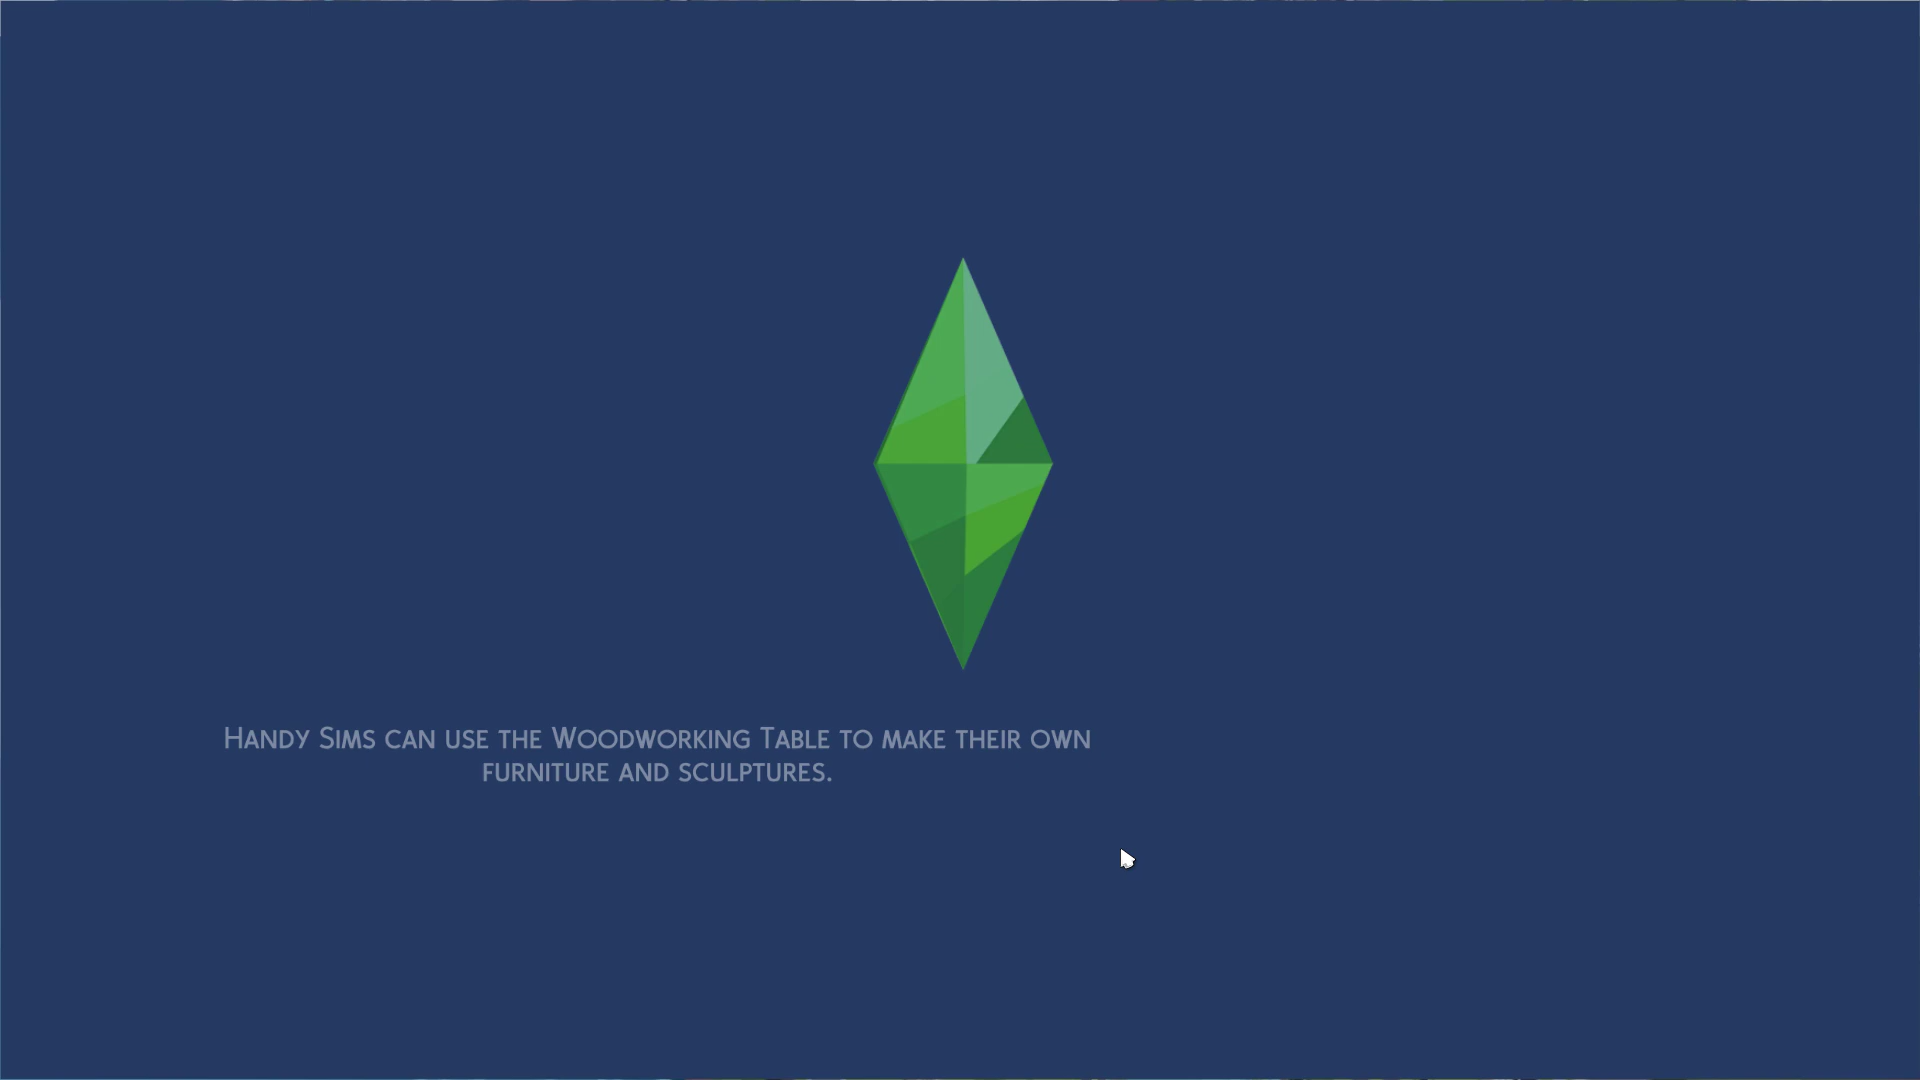 Handy Sims can use the Woodworking Table to make their own
furniture and sculptures.